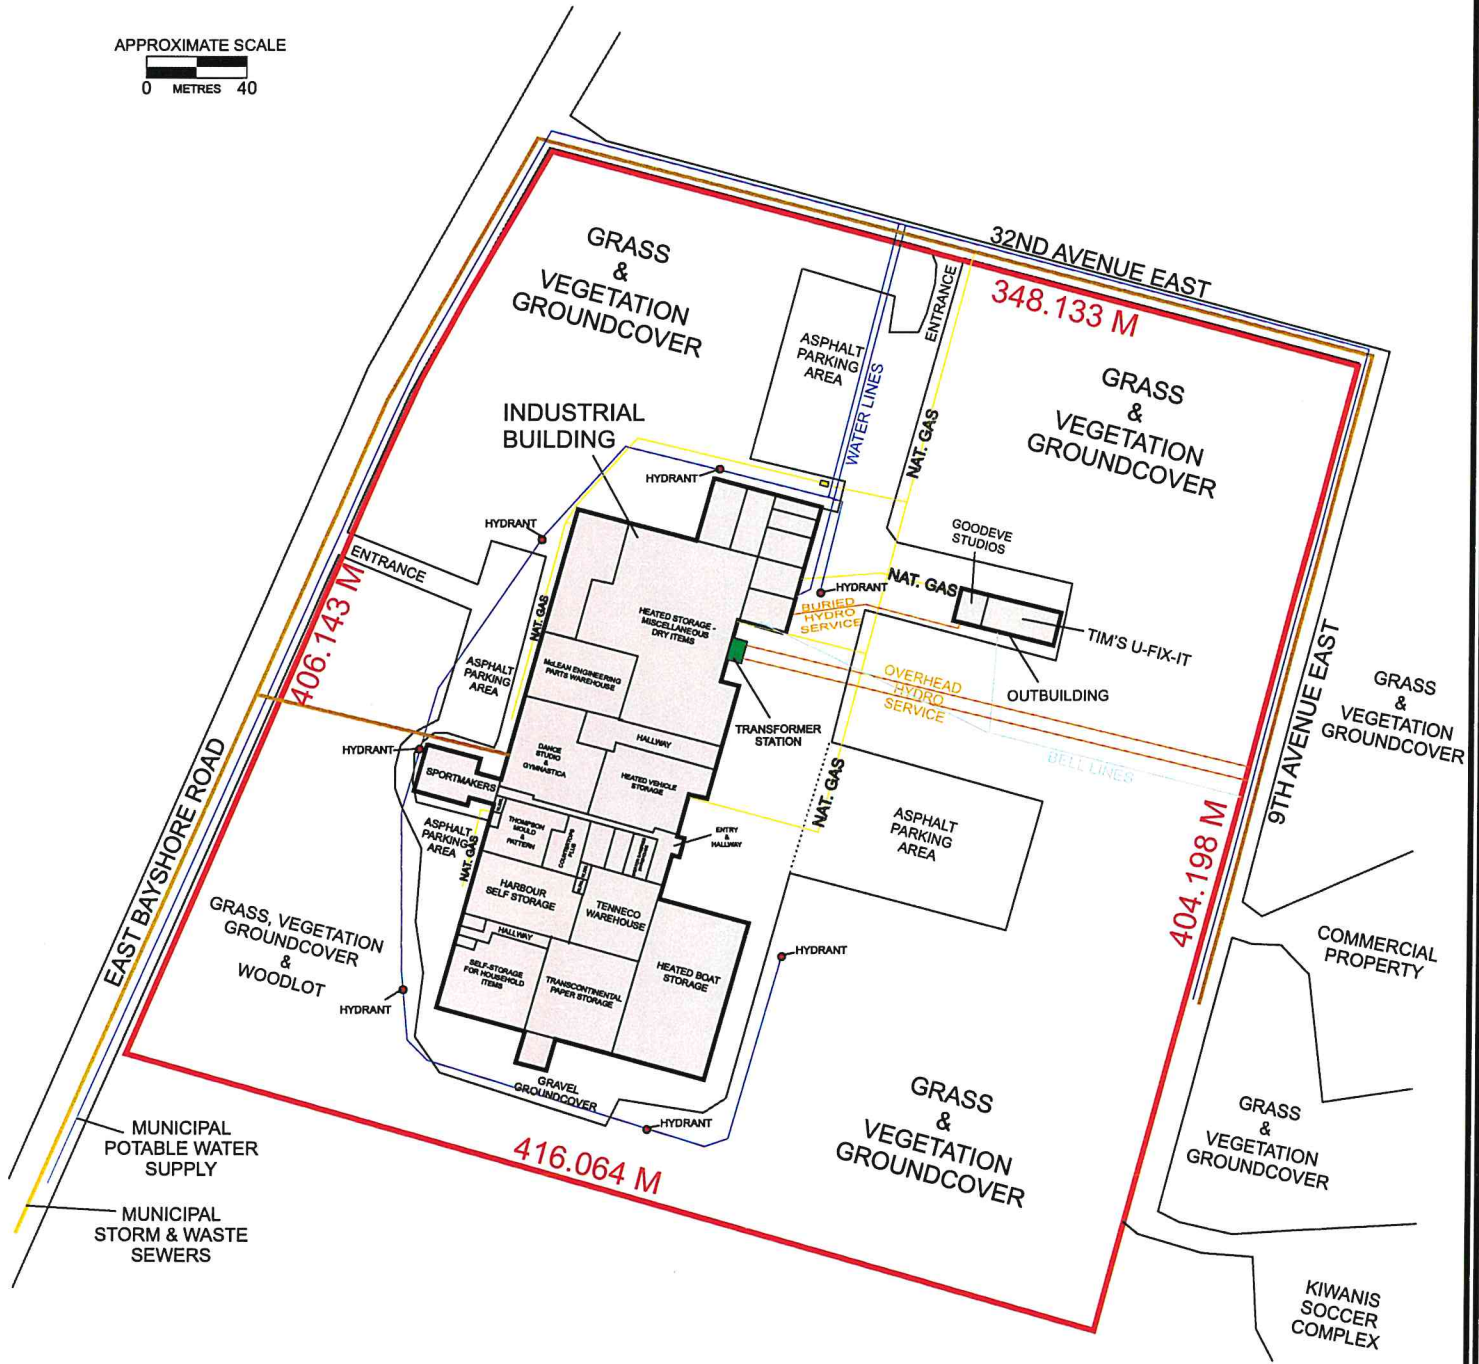 APPROXIMATE SCALE
0 METRES 40
32ND AVENUE EAST
348.133 M
GRASS
&
VEGETATION
GROUNDCOVER
ENTRANCE
ASPHALT
PARKING
AREA
WATER LINES
GRASS
&
VEGETATION
GROUNDCOVER
INDUSTRIAL
BUILDING
NAT. GAS
HYDRANT
HYDRANT
GOODEVE
STUDIOS
ENTRANCE
NAT. GAS
HYDRANT
BURIED
HYDRO
SERVICE
406.143 M
NAT. GAS
HEATED STORAGE -
MISCELLANEOUS
DRY ITEMS
TIM'S U-FIX-IT
OUTBUILDING
9TH AVENUE EAST
ASPHALT
PARKING
AREA
McLEAN ENGINEERING
PARTS WAREHOUSE
OVERHEAD
HYDRO
SERVICE
GRASS
&
VEGETATION
GROUNDCOVER
TRANSFORMER
STATION
HALLWAY
HYDRANT
DANCE
STUDIO
&
GYMNASTICA
BELL LINES
SPORTMAKERS
HEATED VEHICLE
STORAGE
NAT. GAS
EAST BAYSHORE ROAD
ASPHALT
PARKING
AREA
NAT. GAS
THOMPSON
MOULD
&
PATTERN
COUNTERTOPS
PLUS
ENTRY
&
HALLWAY
ASPHALT
PARKING
AREA
404.198 M
HARBOUR
SELF STORAGE
TENNECO
WAREHOUSE
GRASS, VEGETATION
GROUNDCOVER
&
WOODLOT
HALLWAY
HYDRANT
COMMERCIAL
PROPERTY
SELF-STORAGE
FOR HOUSEHOLD
ITEMS
TRANSCONTINENTAL
PAPER STORAGE
HEATED BOAT
STORAGE
HYDRANT
GRAVEL
GROUNDCOVER
HYDRANT
GRASS
&
VEGETATION
GROUNDCOVER
GRASS
&
VEGETATION
GROUNDCOVER
MUNICIPAL
POTABLE WATER
SUPPLY
416.064 M
MUNICIPAL
STORM & WASTE
SEWERS
KIWANIS
SOCCER
COMPLEX